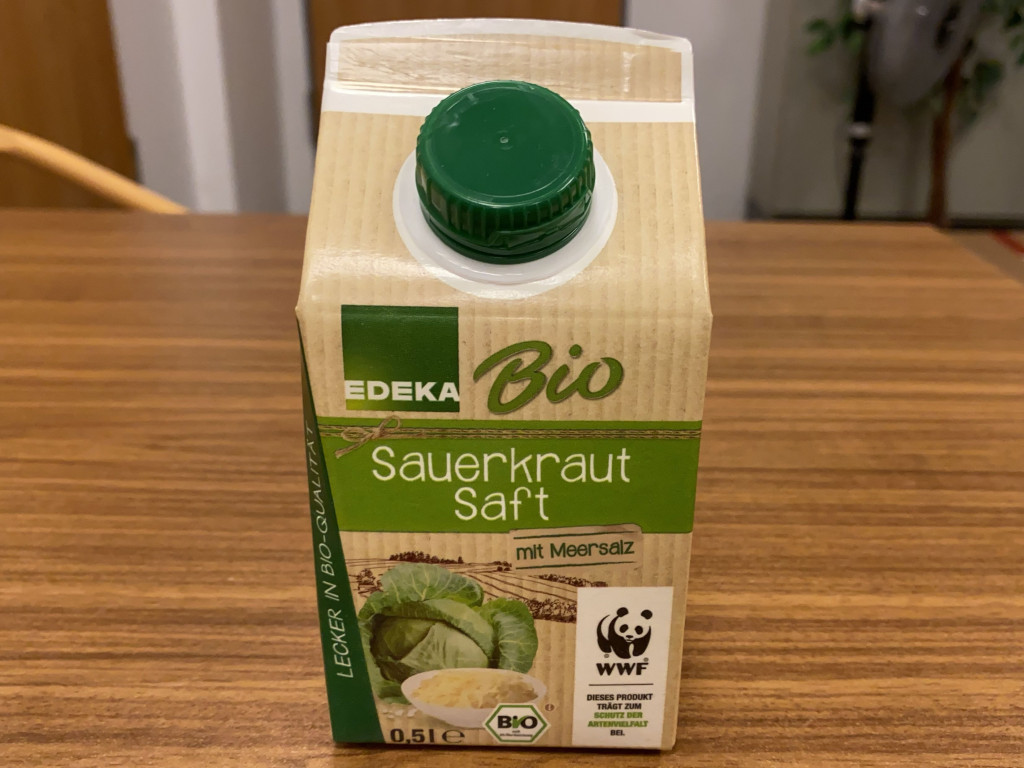 EDEKA
Bio
Sauerkraut
Saft
mit Meersalz
LECKER IN BIO-QUALITÄT
WWF
DIESES PRODUKT
TRÄGT ZUM
SCHUTZ DER
ARTENVIELFALT
BEI.
BIO
0,5l e